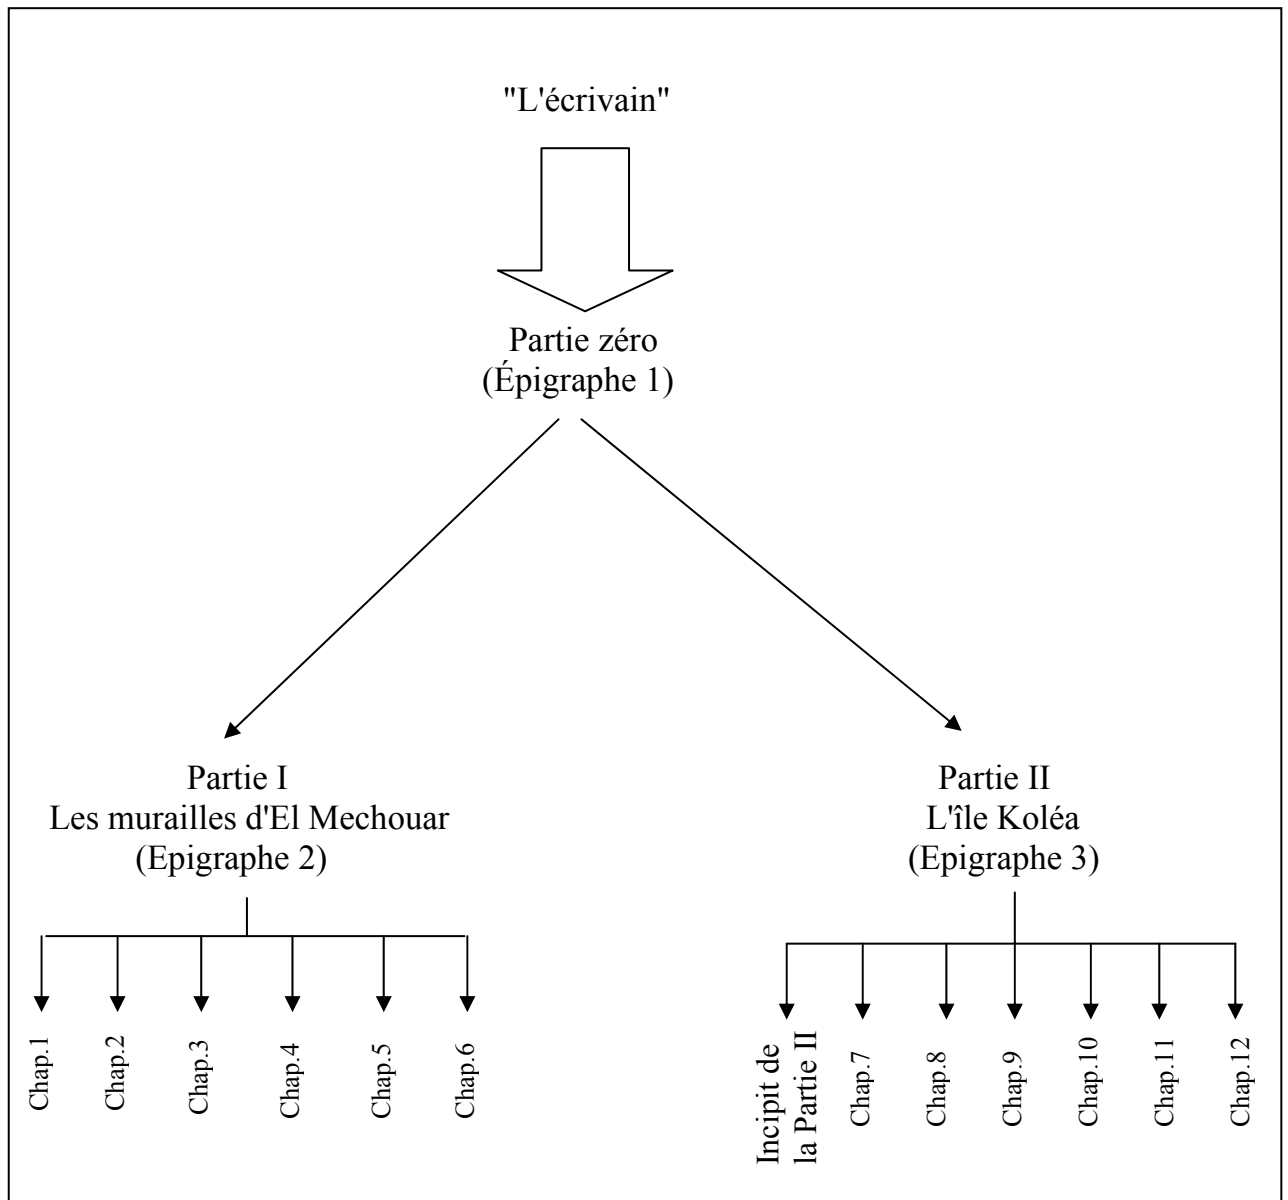 "L'écrivain"
Partie zéro
(Épigraphe 1)
Partie I
Les murailles d'El Mechouar
(Epigraphe 2)
Partie II
L'île Koléa
(Epigraphe 3)
Chap.1
Chap.2
Chap.3
Chap.4
Chap.5
Chap.6
Incipit de
la Partie II
Chap.7
Chap.8
Chap.9
Chap.10
Chap.11
Chap.12